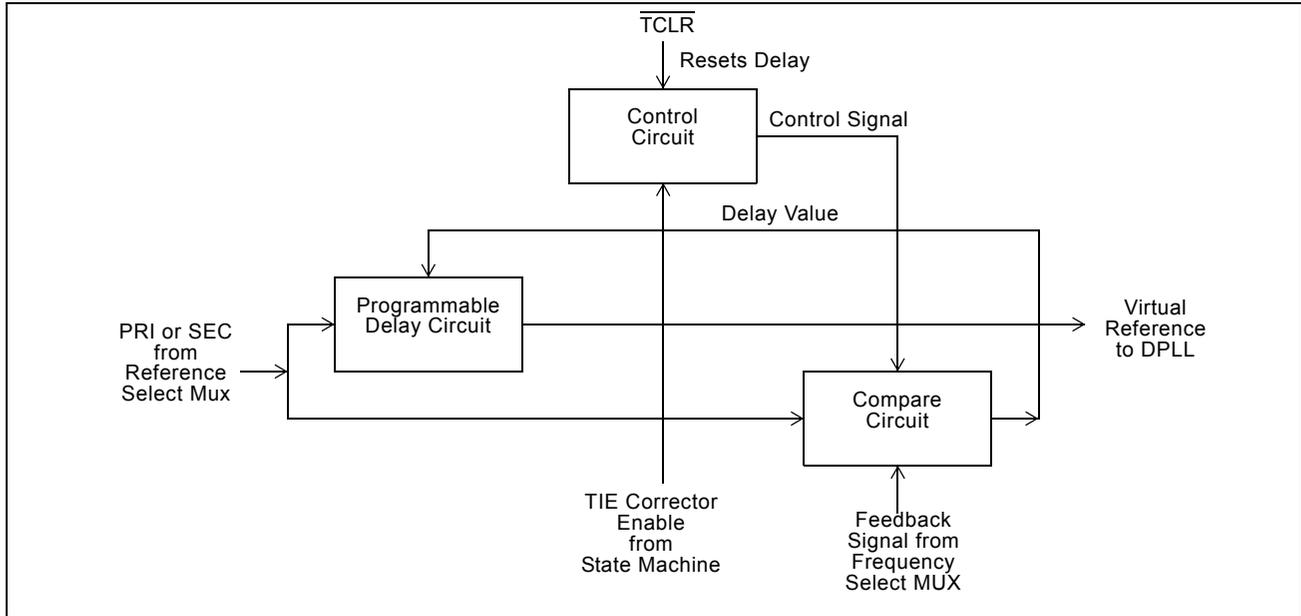 TCLR
Resets Delay
Control
Circuit
Control Signal
Delay Value
Programmable
Delay Circuit
PRI or SEC
from
Reference
Select Mux
Virtual
Reference
to DPLL
Compare
Circuit
TIE Corrector
Enable
from
State Machine
Feedback
Signal from
Frequency
Select MUX